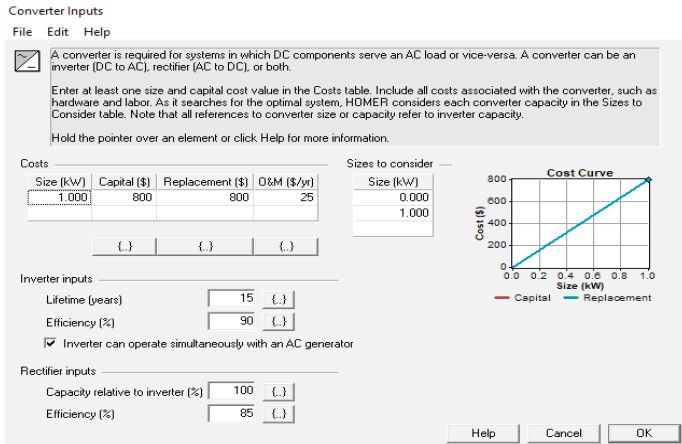 Converter Inputs
File Edit Help
A converter is required for systems in which DC components serve an AC load or vice-versa. A converter can be an
inverter (DC to AC), rectifier (AC to DC), or both.
Enter at least one size and capital cost value in the Costs table. Include all costs associated with the converter, such as
hardware and labor. As it searches for the optimal system, HOMER considers each converter capacity in the Sizes to
Consider table. Note that all references to converter size or capacity refer to inverter capacity.
Hold the pointer over an element or click Help for more information.
Costs
Size (kW) Capital ($) Replacement ($) O&M ($/yr)
1.000 800 800 25
{..} {..} {..}
Sizes to consider
Size (kW)
0.000
1.000
Cost Curve
Cost ($)
800
600
400
200
0
0.0 0.2 0.4 0.6 0.8 1.0
Size (kW)
Capital Replacement
Inverter inputs
Lifetime (years) 15 {..}
Efficiency (%) 90 {..}
Inverter can operate simultaneously with an AC generator
Rectifier inputs
Capacity relative to inverter (%) 100 {..}
Efficiency (%) 85 {..}
Help Cancel OK